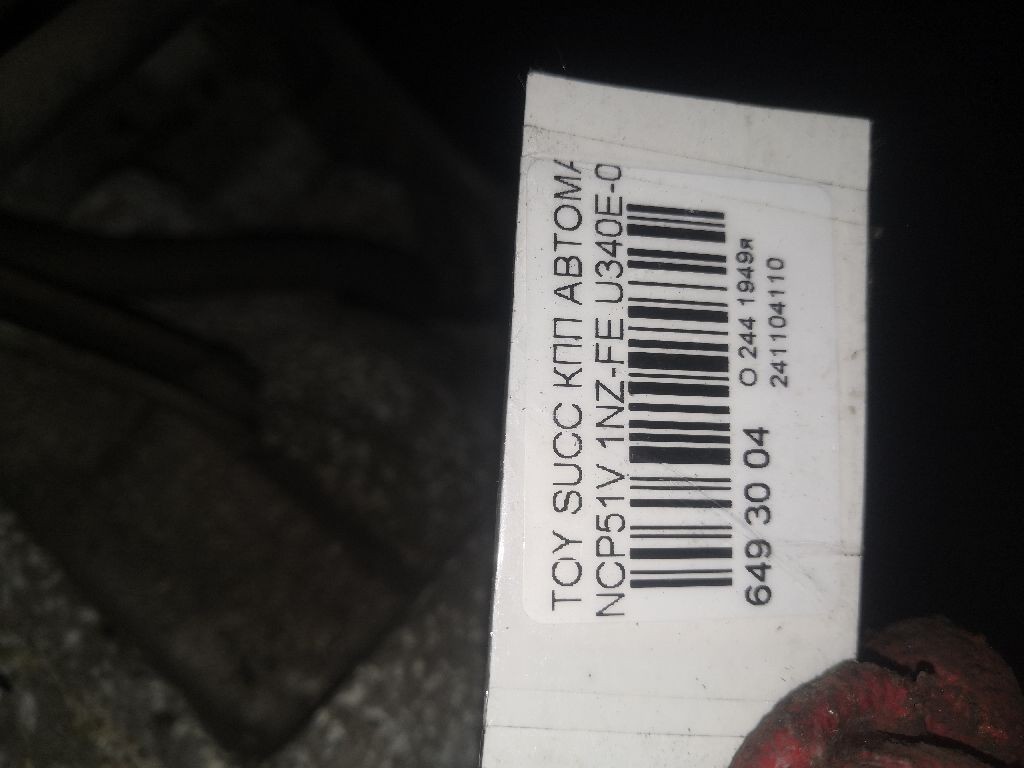 TOY SUCC КПП АВТОМА
NCP51V 1NZ-FE U340E-0
649 30 04
О 244 1949я
241104110